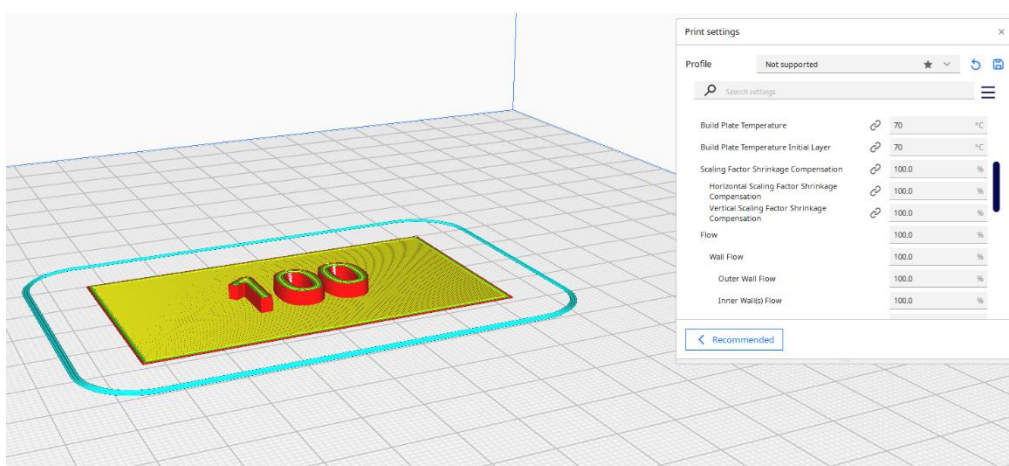 Print settings
×
Profile
Not supported
Search settings
Build Plate Temperature
70
°C
Build Plate Temperature Initial Layer
70
°C
Scaling Factor Shrinkage Compensation
100.0
%
Horizontal Scaling Factor Shrinkage
Compensation
100.0
%
Vertical Scaling Factor Shrinkage
Compensation
100.0
%
Flow
100.0
%
Wall Flow
100.0
%
Outer Wall Flow
100.0
%
Inner Wall(s) Flow
100.0
%
Recommended
100